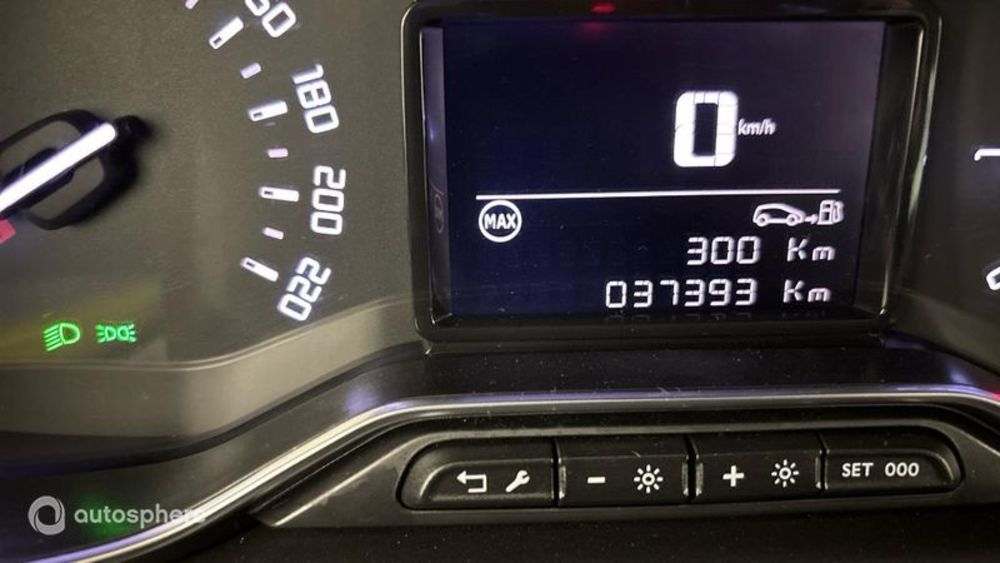 180
200
220
0 km/h
MAX
300 Km
037393 Km
SET 000
autosphere